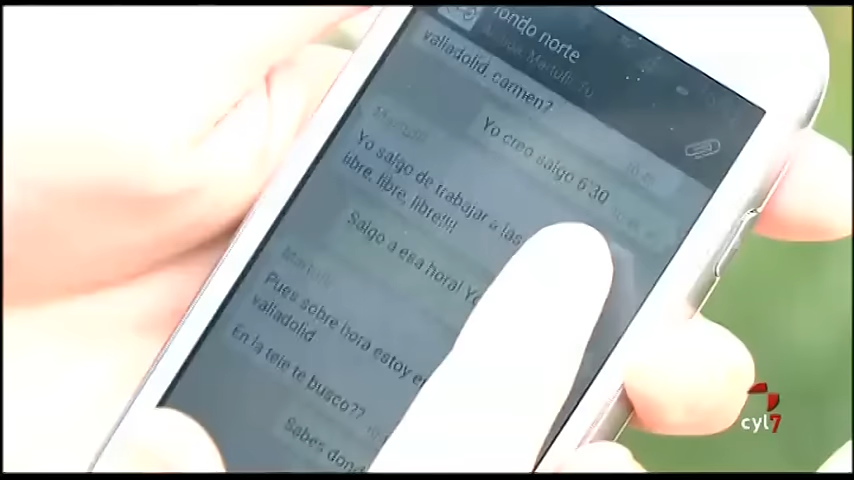 fondo norte
valladolid, carmen?
Yo creo salgo 6'30
Yo salgo de trabajar a las
libre, libre, libre!!!!
Salgo a esa hora! Yo
Pues sobre hora estoy en
valladolid
En la tele te busco??
Sabes dond
cyl7